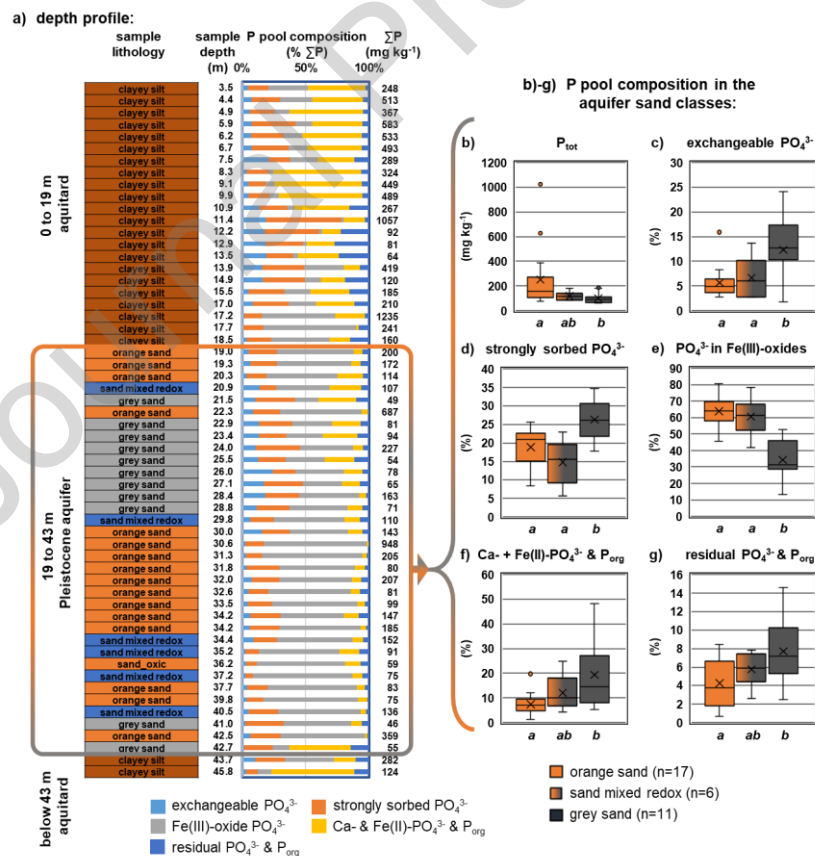 a) depth profile:
sample lithology
sample depth (m)
P pool composition (% ∑P)
0% 50% 100%
∑P (mg kg⁻¹)
0 to 19 m aquitard
clayey silt 3.5 248
clayey silt 4.4 513
clayey silt 4.9 367
clayey silt 5.9 583
clayey silt 6.2 533
clayey silt 6.7 493
clayey silt 7.5 289
clayey silt 8.3 324
clayey silt 9.1 449
clayey silt 9.9 489
clayey silt 10.9 267
clayey silt 11.4 1057
clayey silt 12.2 92
clayey silt 12.9 81
clayey silt 13.5 64
clayey silt 13.9 419
clayey silt 14.9 120
clayey silt 15.5 185
clayey silt 17.0 210
clayey silt 17.2 1235
clayey silt 17.7 241
clayey silt 18.5 160
19 to 43 m Pleistocene aquifer
orange sand 19.0 200
orange sand 19.3 172
orange sand 20.3 114
sand mixed redox 20.9 107
grey sand 21.5 49
orange sand 22.3 687
grey sand 22.9 81
grey sand 23.4 94
grey sand 24.0 227
grey sand 25.5 54
grey sand 26.0 78
grey sand 27.1 65
grey sand 28.4 163
grey sand 28.8 71
sand mixed redox 29.8 110
orange sand 30.0 143
orange sand 30.6 948
orange sand 31.3 205
orange sand 31.8 80
orange sand 32.0 207
orange sand 32.6 81
orange sand 33.5 99
orange sand 34.2 147
orange sand 34.2 185
sand mixed redox 34.4 152
sand mixed redox 35.2 91
sand_oxic 36.2 59
sand mixed redox 37.2 75
orange sand 37.7 83
orange sand 39.8 75
sand mixed redox 40.5 136
grey sand 41.0 46
orange sand 42.5 359
grey sand 42.7 55
below 43 m aquitard
clayey silt 43.7 282
clayey silt 45.8 124
exchangeable PO₄³⁻
strongly sorbed PO₄³⁻
Fe(III)-oxide PO₄³⁻
Ca- & Fe(II)-PO₄³⁻ & P_org
residual PO₄³⁻ & P_org
b)-g) P pool composition in the
aquifer sand classes:
b) P_tot
(mg kg⁻¹)
1200
1000
800
600
400
200
0
a ab b
c) exchangeable PO₄³⁻
(%)
30
25
20
15
10
5
0
a a b
d) strongly sorbed PO₄³⁻
(%)
40
35
30
25
20
15
10
5
0
a a b
e) PO₄³⁻ in Fe(III)-oxides
(%)
90
80
70
60
50
40
30
20
10
0
a a b
f) Ca- + Fe(II)-PO₄³⁻ & P_org
(%)
60
50
40
30
20
10
0
a ab b
g) residual PO₄³⁻ & P_org
(%)
16
14
12
10
8
6
4
2
0
a ab b
orange sand (n=17)
sand mixed redox (n=6)
grey sand (n=11)